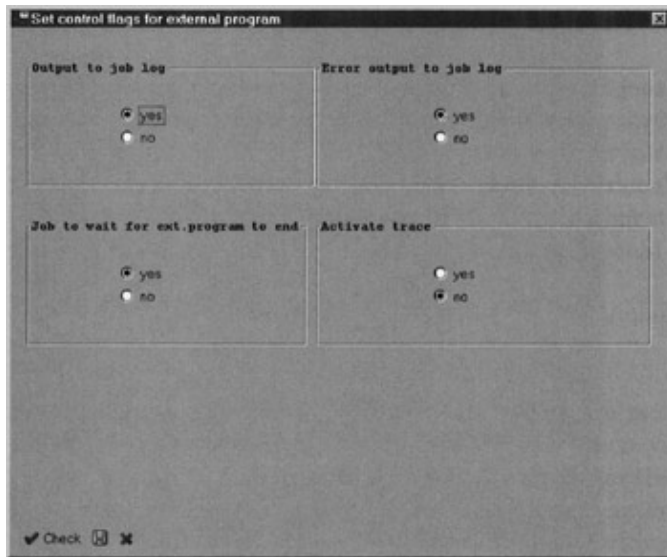 Set control flags for external program
Output to job log
yes
no
Error output to job log
yes
no
Job to wait for ext.program to end
yes
no
Activate trace
yes
no
Check